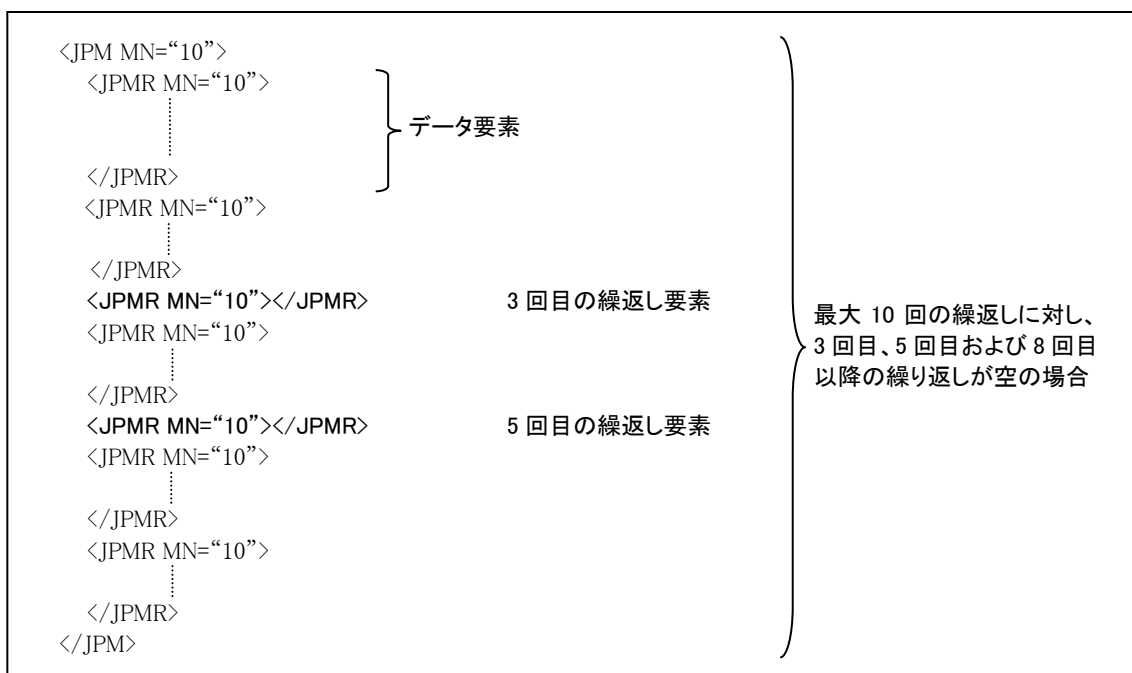 <JPM MN=“10”>
<JPMR MN=“10”>
データ要素
</JPMR>
<JPMR MN=“10”>
</JPMR>
<JPMR MN=“10”></JPMR> 3 回目の繰返し要素
<JPMR MN=“10”>
</JPMR>
<JPMR MN=“10”></JPMR> 5 回目の繰返し要素
<JPMR MN=“10”>
</JPMR>
<JPMR MN=“10”>
</JPMR>
</JPM>
最大 10 回の繰返しに対し、
3 回目、5 回目および 8 回目
以降の繰り返しが空の場合